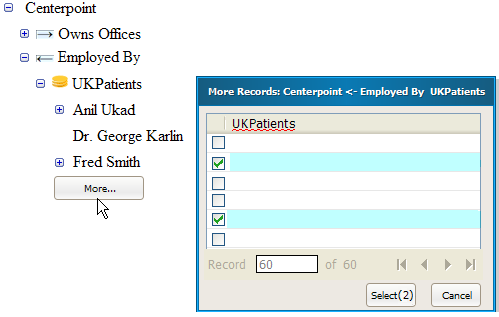 Centerpoint
Owns Offices
Employed By
UKPatients
Anil Ukad
Dr. George Karlin
Fred Smith
More...
More Records: Centerpoint <- Employed By UKPatients
UKPatients
Record 60 of 60
Select(2) Cancel